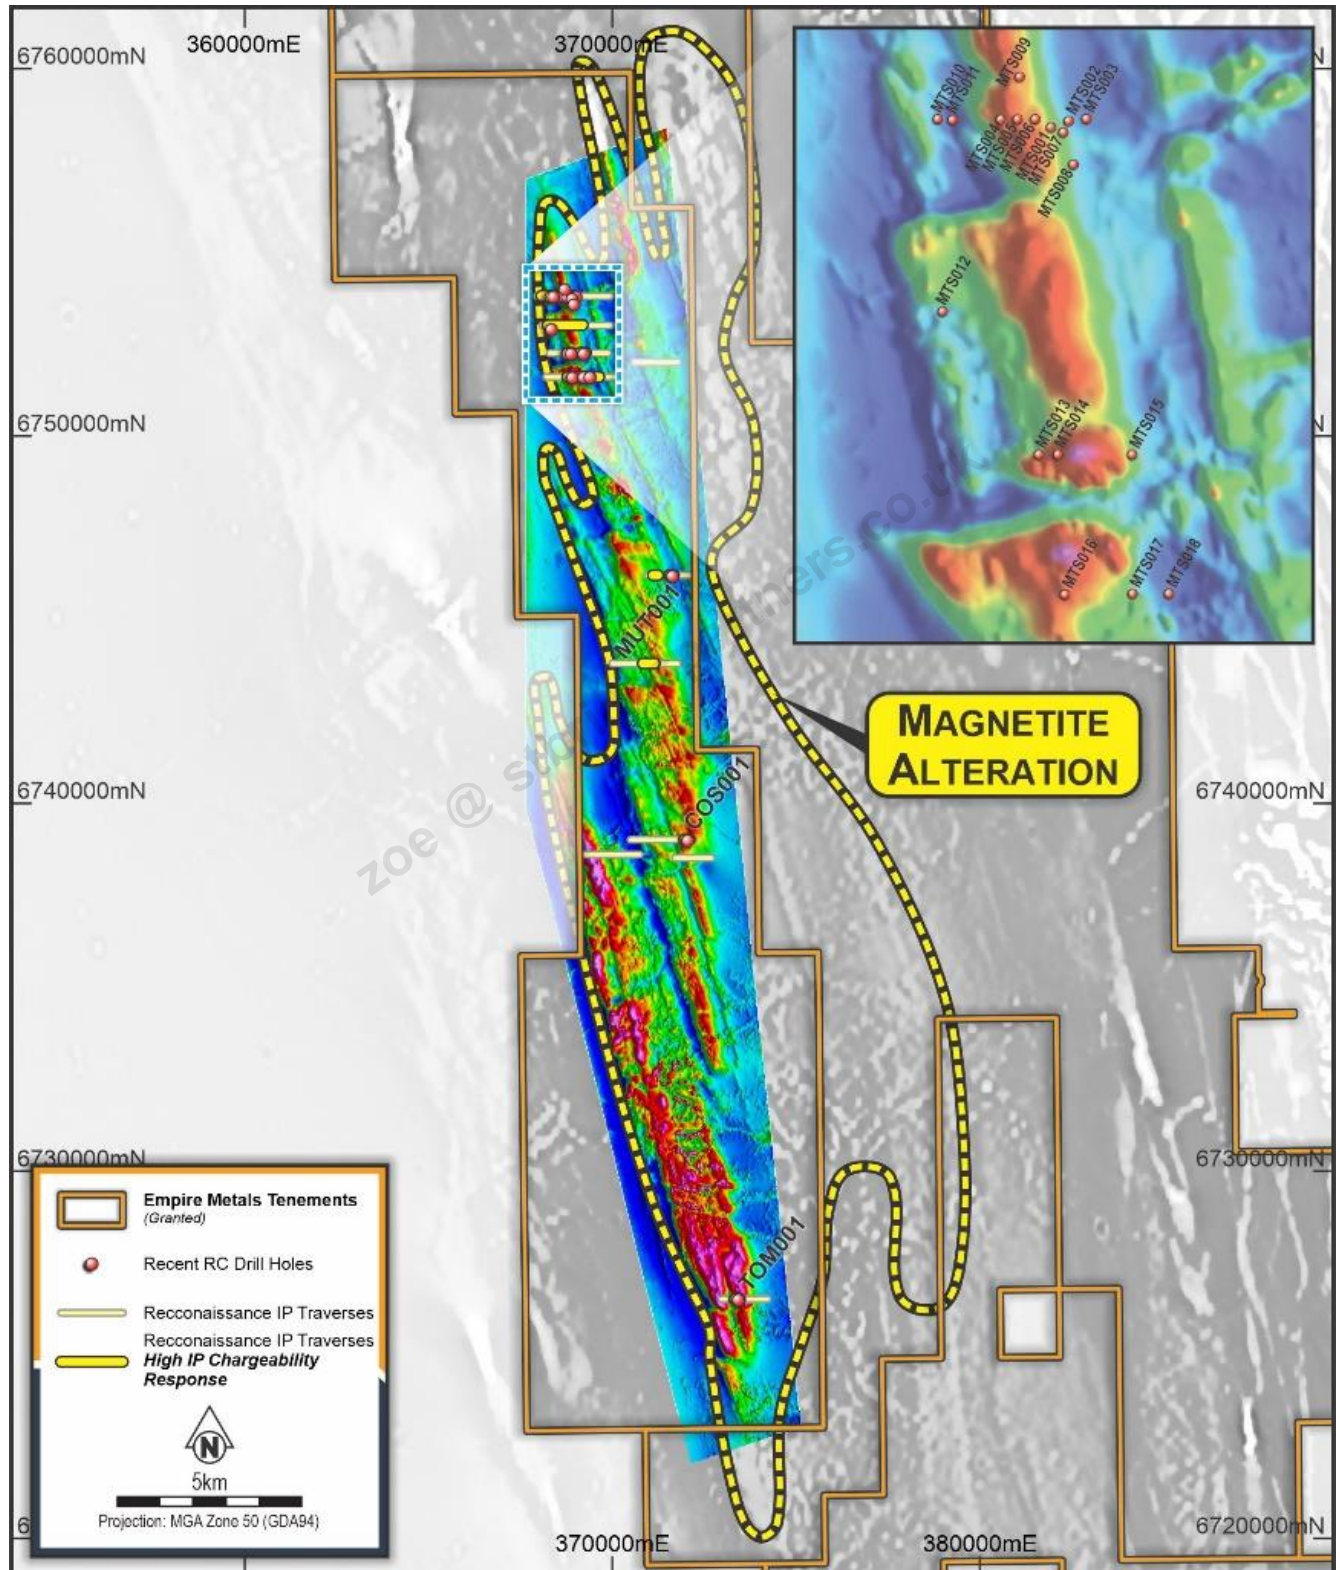 360000mE
370000mE
6760000mN
MTS009
MTS010
MTS011
MTS002
MTS003
MTS004
MTS005
MTS006
MTS001
MTS007
MTS008
MTS012
MTS013
MTS014
MTS015
MTS016
MTS017
MTS018
6750000mN
MUT001
MAGNETITE
ALTERATION
6740000mN
COS001
6740000mN
zoe @
6730000mN
6730000mN
TOM001
Empire Metals Tenements
(Granted)
Recent RC Drill Holes
Recconaissance IP Traverses
Recconaissance IP Traverses
High IP Chargeability
Response
N
5km
Projection: MGA Zone 50 (GDA94)
370000mE
380000mE
6720000mN